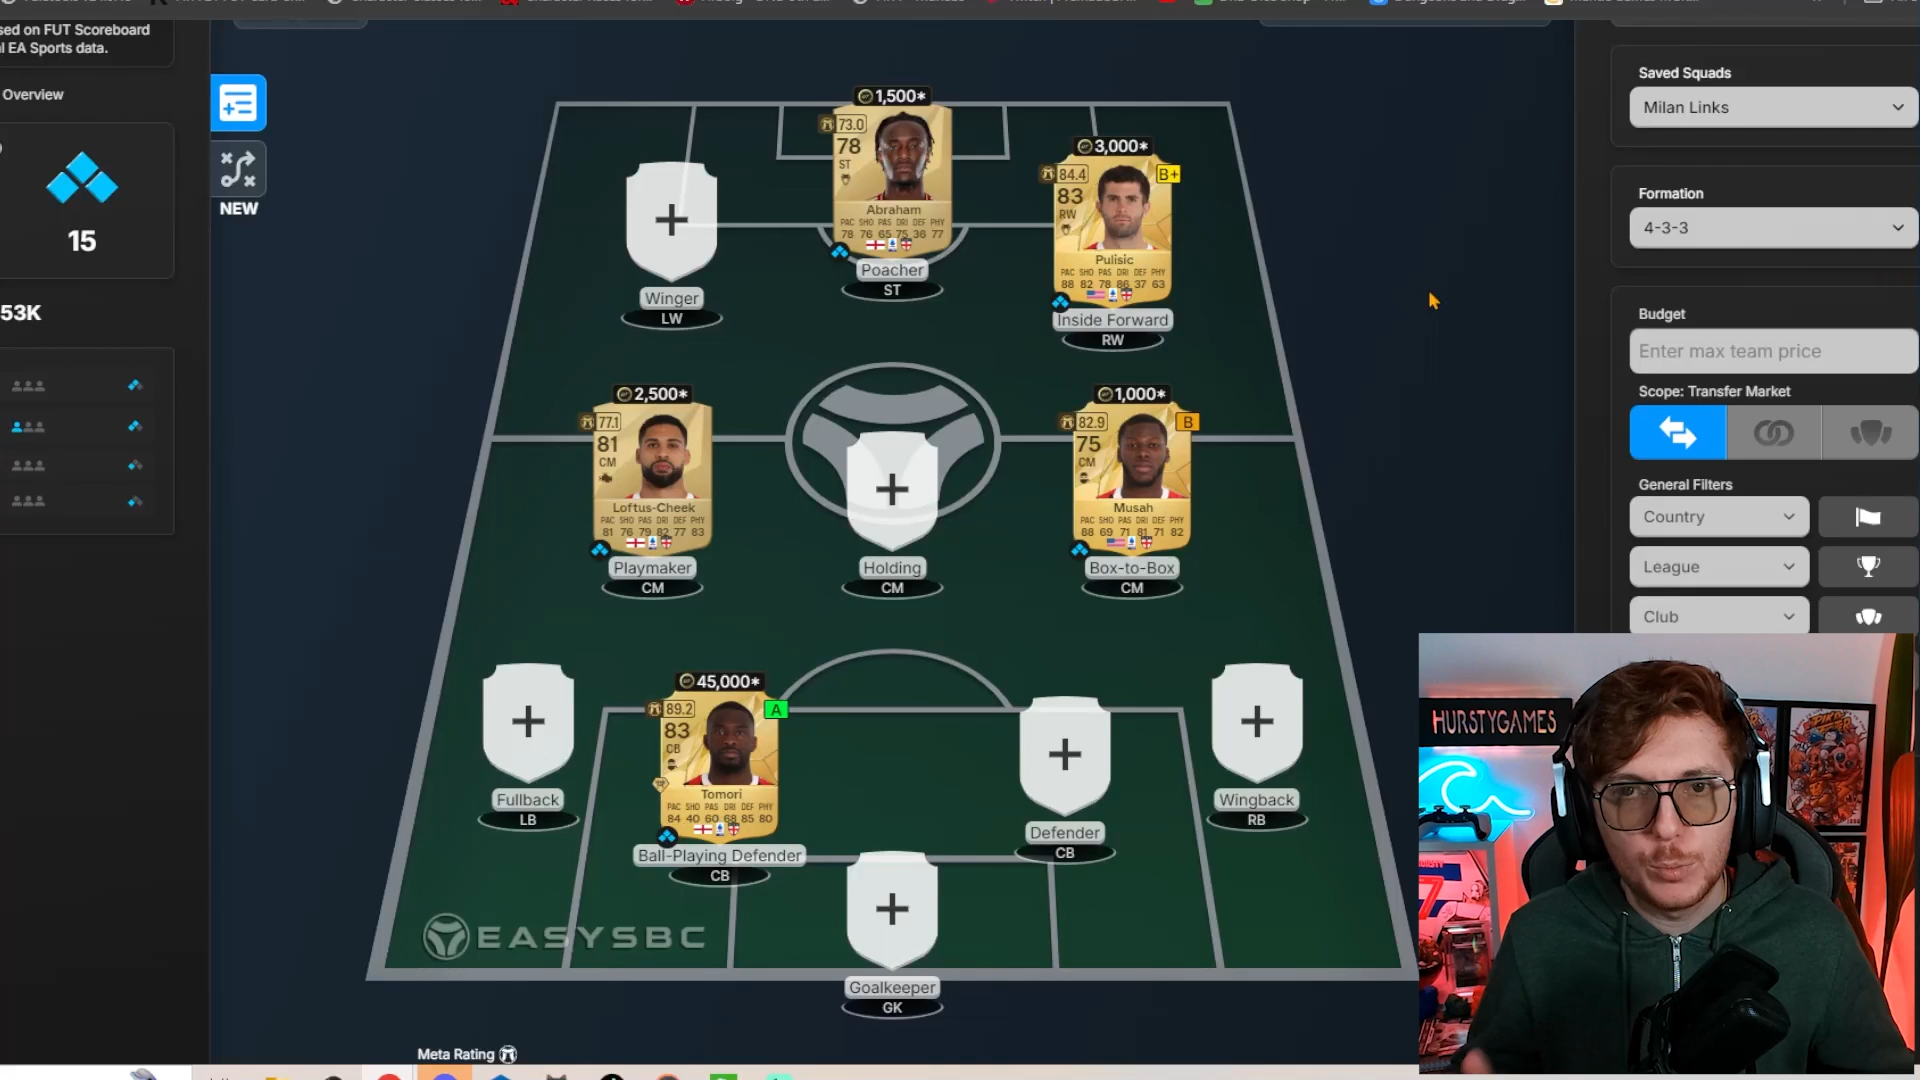 sed on FUT Scoreboard
l EA Sports data.
Overview
15
53K
NEW
1,500*
73.0
78
ST
Abraham
PAC SHO PAS DRI DEF PHY
78 76 65 75 36 77
Poacher
ST
3,000*
84.4
B+
83
RW
Pulisic
PAC SHO PAS DRI DEF PHY
88 82 78 86 37 63
Inside Forward
RW
+
Winger
LW
2,500*
77.1
81
CM
Loftus-Cheek
PAC SHO PAS DRI DEF PHY
81 76 79 82 77 83
Playmaker
CM
+
Holding
CM
1,000*
82.9
B
75
CM
Musah
PAC SHO PAS DRI DEF PHY
88 69 71 81 71 82
Box-to-Box
CM
+
Fullback
LB
45,000*
89.2
A
83
CB
Tomori
PAC SHO PAS DRI DEF PHY
84 40 60 68 85 80
Ball-Playing Defender
CB
+
Defender
CB
+
Wingback
RB
+
Goalkeeper
GK
EASYSBC
Meta Rating
Saved Squads
Milan Links
Formation
4-3-3
Budget
Enter max team price
Scope: Transfer Market
General Filters
Country
League
Club
HURSTYGAMES